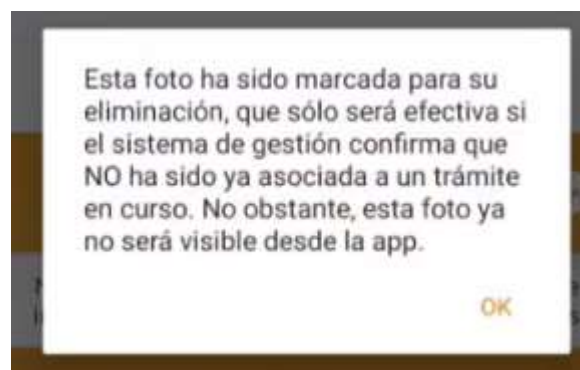 Esta foto ha sido marcada para su
eliminación, que sólo será efectiva si
el sistema de gestión confirma que
NO ha sido ya asociada a un trámite
en curso. No obstante, esta foto ya
no será visible desde la app.
OK